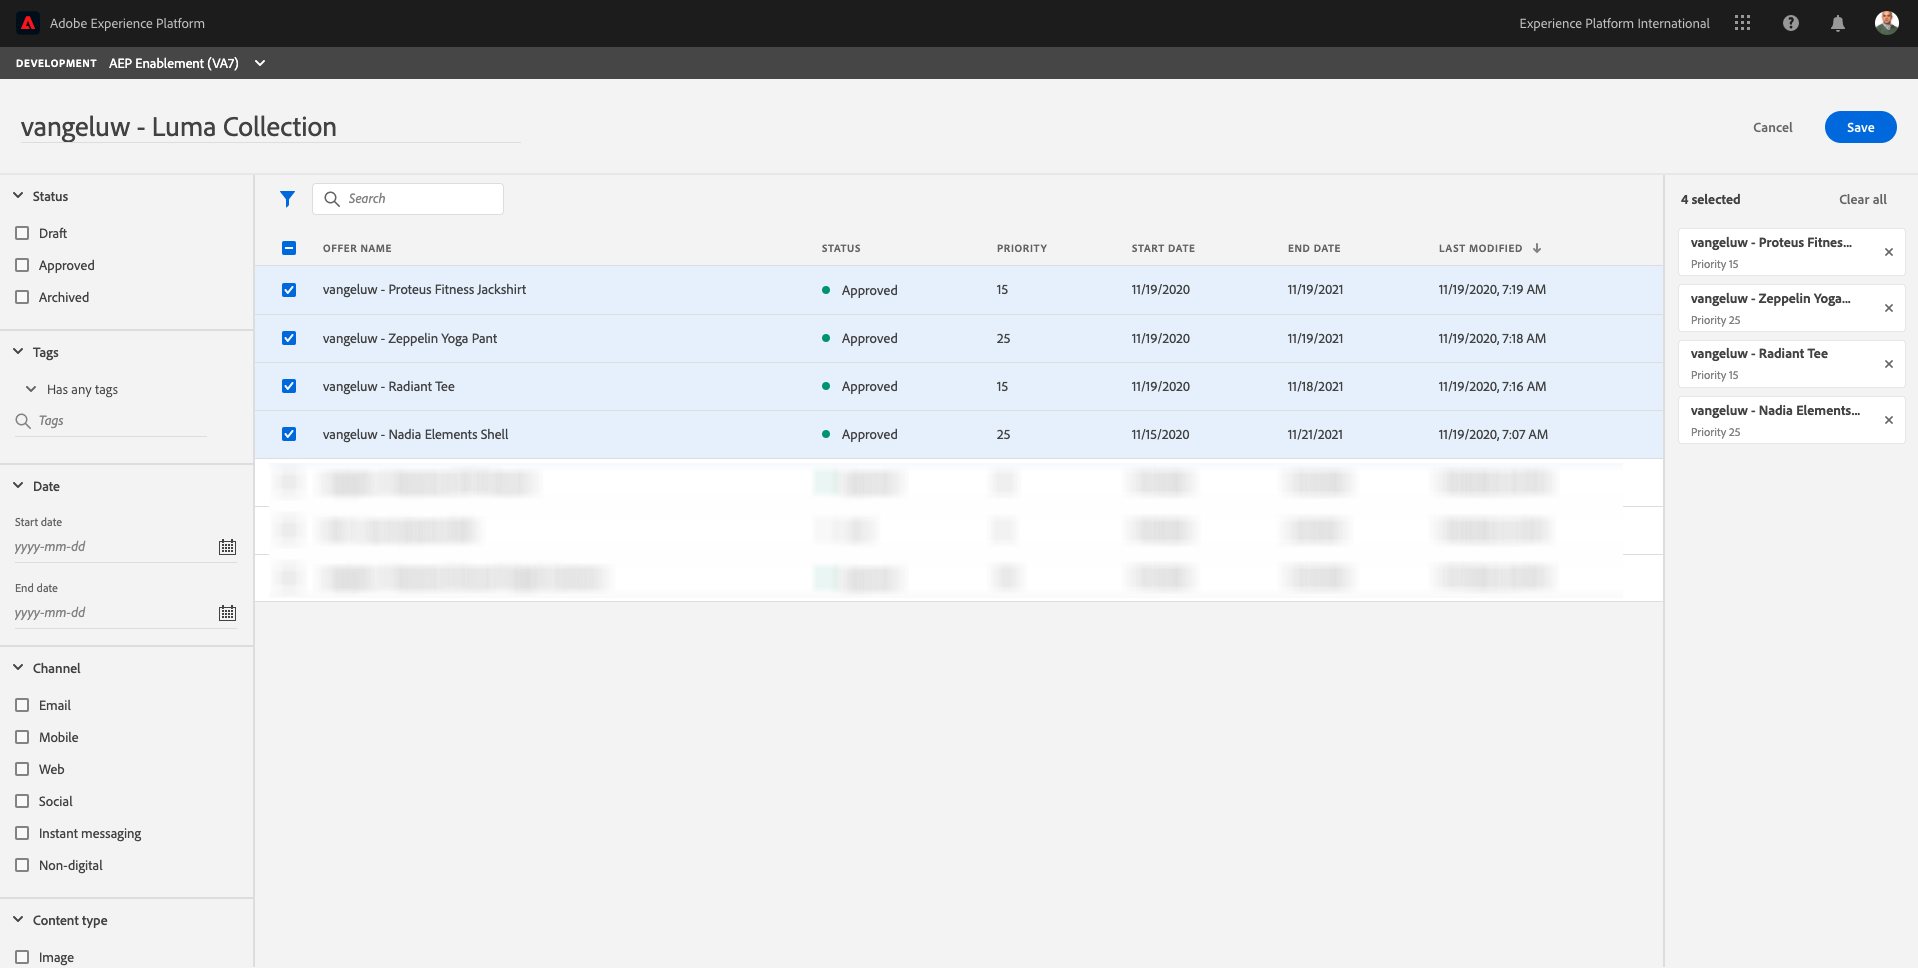 Adobe Experience Platform
Experience Platform International
DEVELOPMENT AEP Enablement (VA7)
vangeluw - Luma Collection
Cancel
Save
Status
Draft
Approved
Archived
Tags
Has any tags
Tags
Date
Start date
yyyy-mm-dd
End date
yyyy-mm-dd
Channel
Email
Mobile
Web
Social
Instant messaging
Non-digital
Content type
Image
Search
OFFER NAME STATUS PRIORITY START DATE END DATE LAST MODIFIED
vangeluw - Proteus Fitness Jackshirt Approved 15 11/19/2020 11/19/2021 11/19/2020, 7:19 AM
vangeluw - Zeppelin Yoga Pant Approved 25 11/19/2020 11/19/2021 11/19/2020, 7:18 AM
vangeluw - Radiant Tee Approved 15 11/19/2020 11/18/2021 11/19/2020, 7:16 AM
vangeluw - Nadia Elements Shell Approved 25 11/15/2020 11/21/2021 11/19/2020, 7:07 AM
4 selected Clear all
vangeluw - Proteus Fitnes...
Priority 15
vangeluw - Zeppelin Yoga...
Priority 25
vangeluw - Radiant Tee
Priority 15
vangeluw - Nadia Elements...
Priority 25